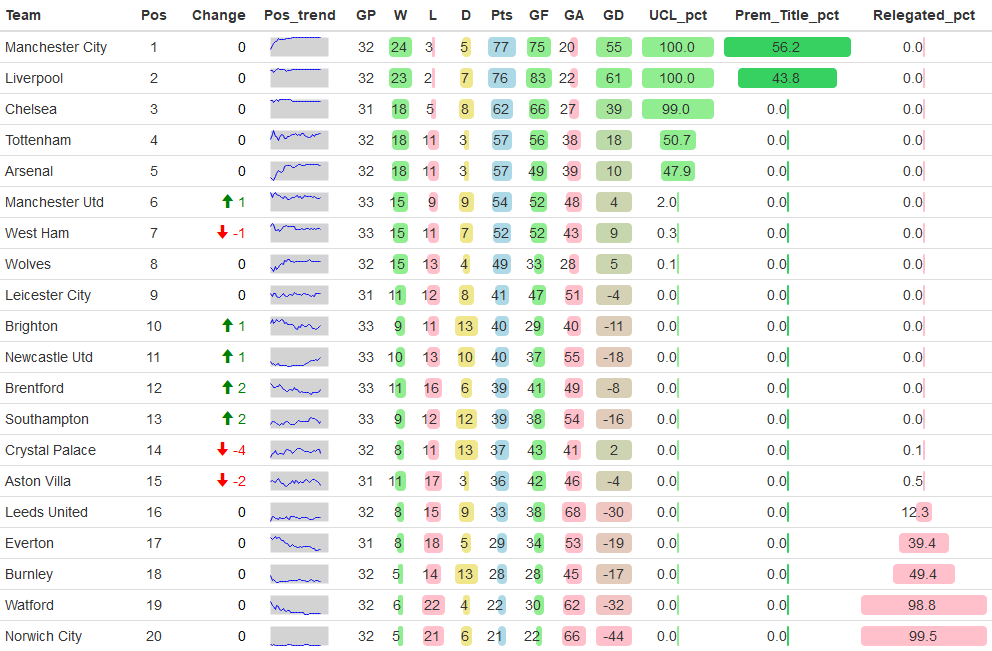 Team Pos Change Pos_trend GP W L D Pts GF GA GD UCL_pct Prem_Title_pct Relegated_pct
Manchester City 1 0 32 24 3 5 77 75 20 55 100.0 56.2 0.0
Liverpool 2 0 32 23 2 7 76 83 22 61 100.0 43.8 0.0
Chelsea 3 0 31 18 5 8 62 66 27 39 99.0 0.0 0.0
Tottenham 4 0 32 18 11 3 57 56 38 18 50.7 0.0 0.0
Arsenal 5 0 32 18 11 3 57 49 39 10 47.9 0.0 0.0
Manchester Utd 6 1 33 15 9 9 54 52 48 4 2.0 0.0 0.0
West Ham 7 -1 33 15 11 7 52 52 43 9 0.3 0.0 0.0
Wolves 8 0 32 15 13 4 49 33 28 5 0.1 0.0 0.0
Leicester City 9 0 31 11 12 8 41 47 51 -4 0.0 0.0 0.0
Brighton 10 1 33 9 11 13 40 29 40 -11 0.0 0.0 0.0
Newcastle Utd 11 1 33 10 13 10 40 37 55 -18 0.0 0.0 0.0
Brentford 12 2 33 11 16 6 39 41 49 -8 0.0 0.0 0.0
Southampton 13 2 33 9 12 12 39 38 54 -16 0.0 0.0 0.0
Crystal Palace 14 -4 32 8 11 13 37 43 41 2 0.0 0.0 0.1
Aston Villa 15 -2 31 11 17 3 36 42 46 -4 0.0 0.0 0.5
Leeds United 16 0 32 8 15 9 33 38 68 -30 0.0 0.0 12.3
Everton 17 0 31 8 18 5 29 34 53 -19 0.0 0.0 39.4
Burnley 18 0 32 5 14 13 28 28 45 -17 0.0 0.0 49.4
Watford 19 0 32 6 22 4 22 30 62 -32 0.0 0.0 98.8
Norwich City 20 0 32 5 21 6 21 22 66 -44 0.0 0.0 99.5